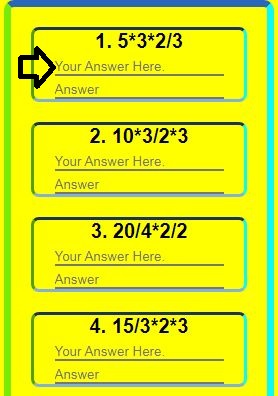 1. 5*3*2/3
Your Answer Here.
Answer
2. 10*3/2*3
Your Answer Here.
Answer
3. 20/4*2/2
Your Answer Here.
Answer
4. 15/3*2*3
Your Answer Here.
Answer